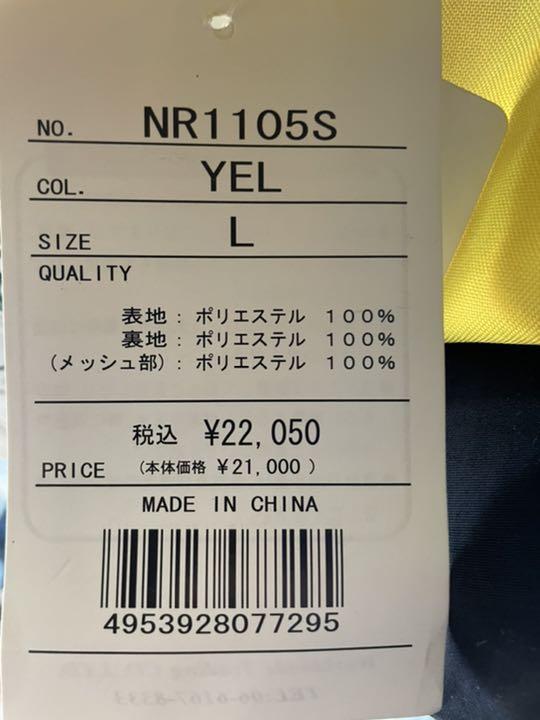 NO. NR1105S
COL. YEL
SIZE L
QUALITY
表地 : ポリエステル １００％
裏地 : ポリエステル １００％
(メッシュ部) : ポリエステル １００％
税込 ¥22,050
PRICE (本体価格 ¥21,000 )
MADE IN CHINA
4953928077295